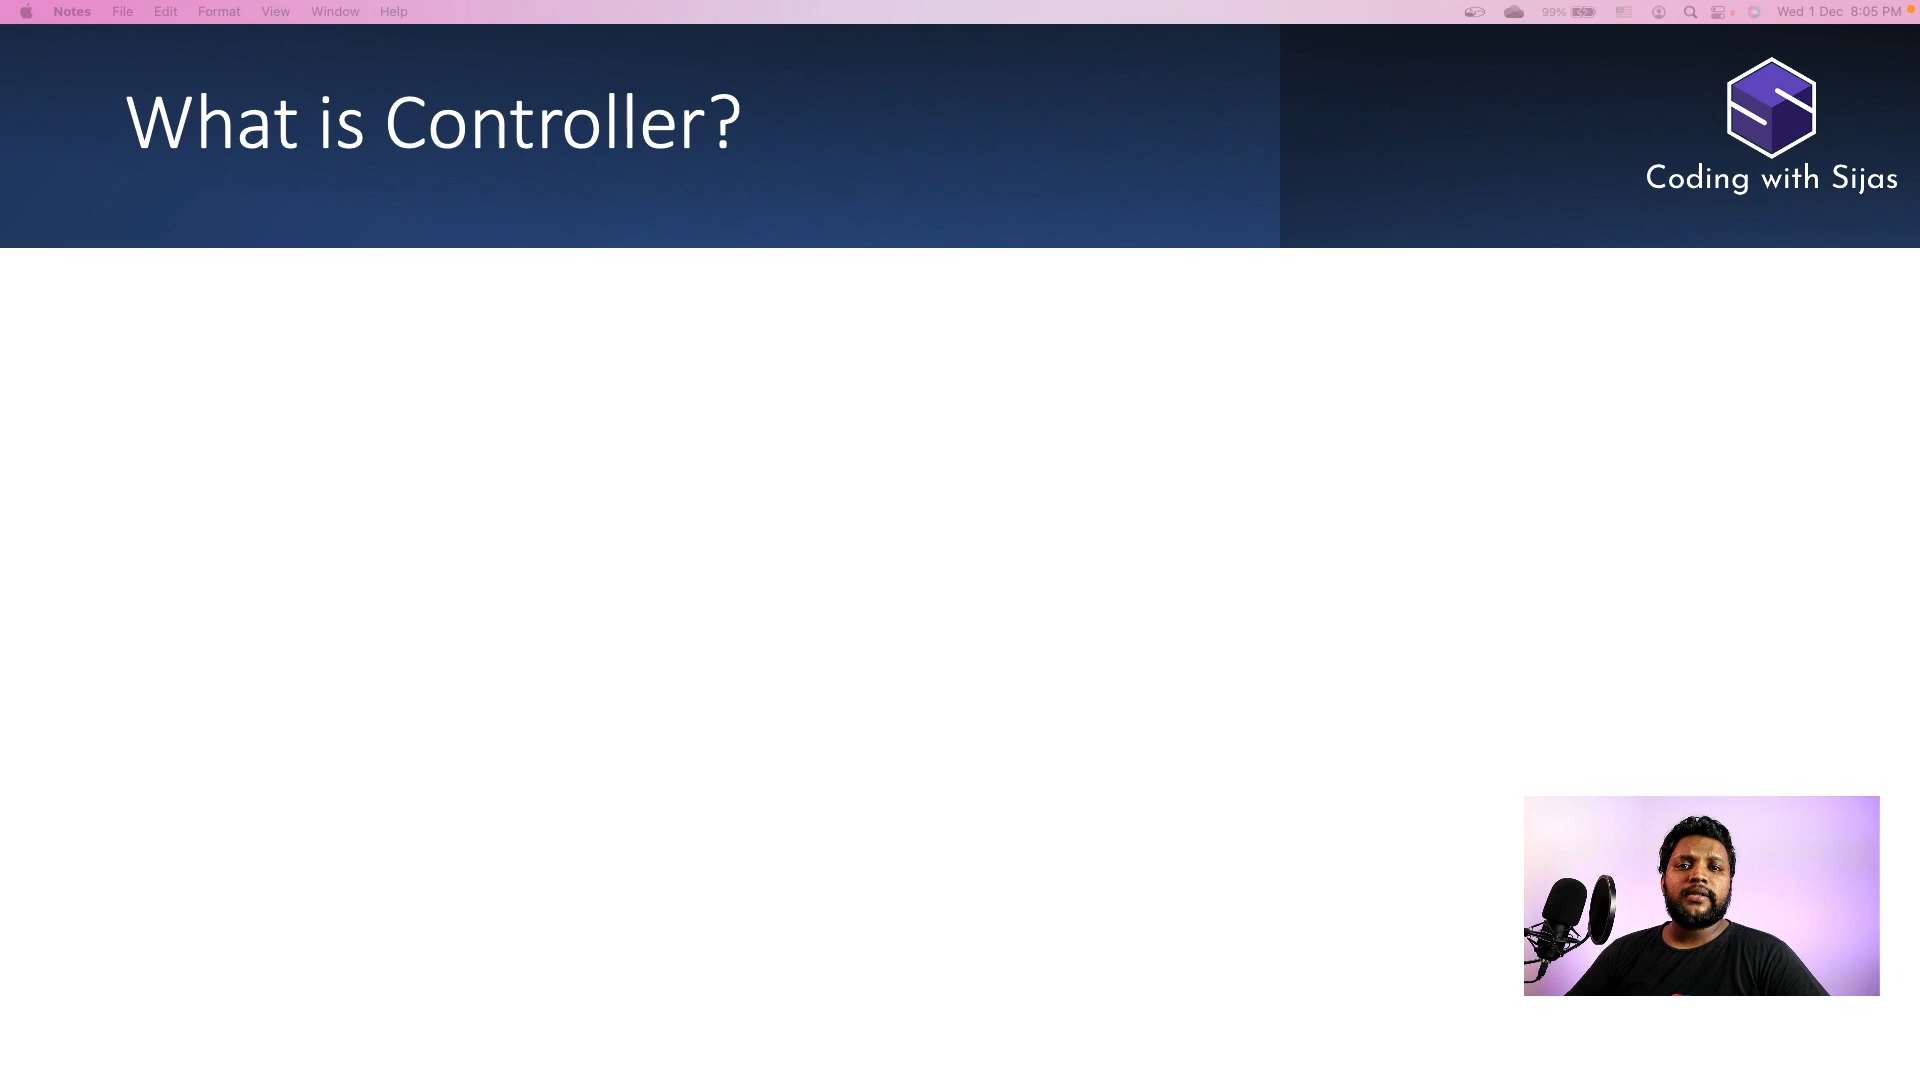 Notes File Edit Format View Window Help
99%
Wed 1 Dec 8:05 PM
What is Controller?
Coding with Sijas